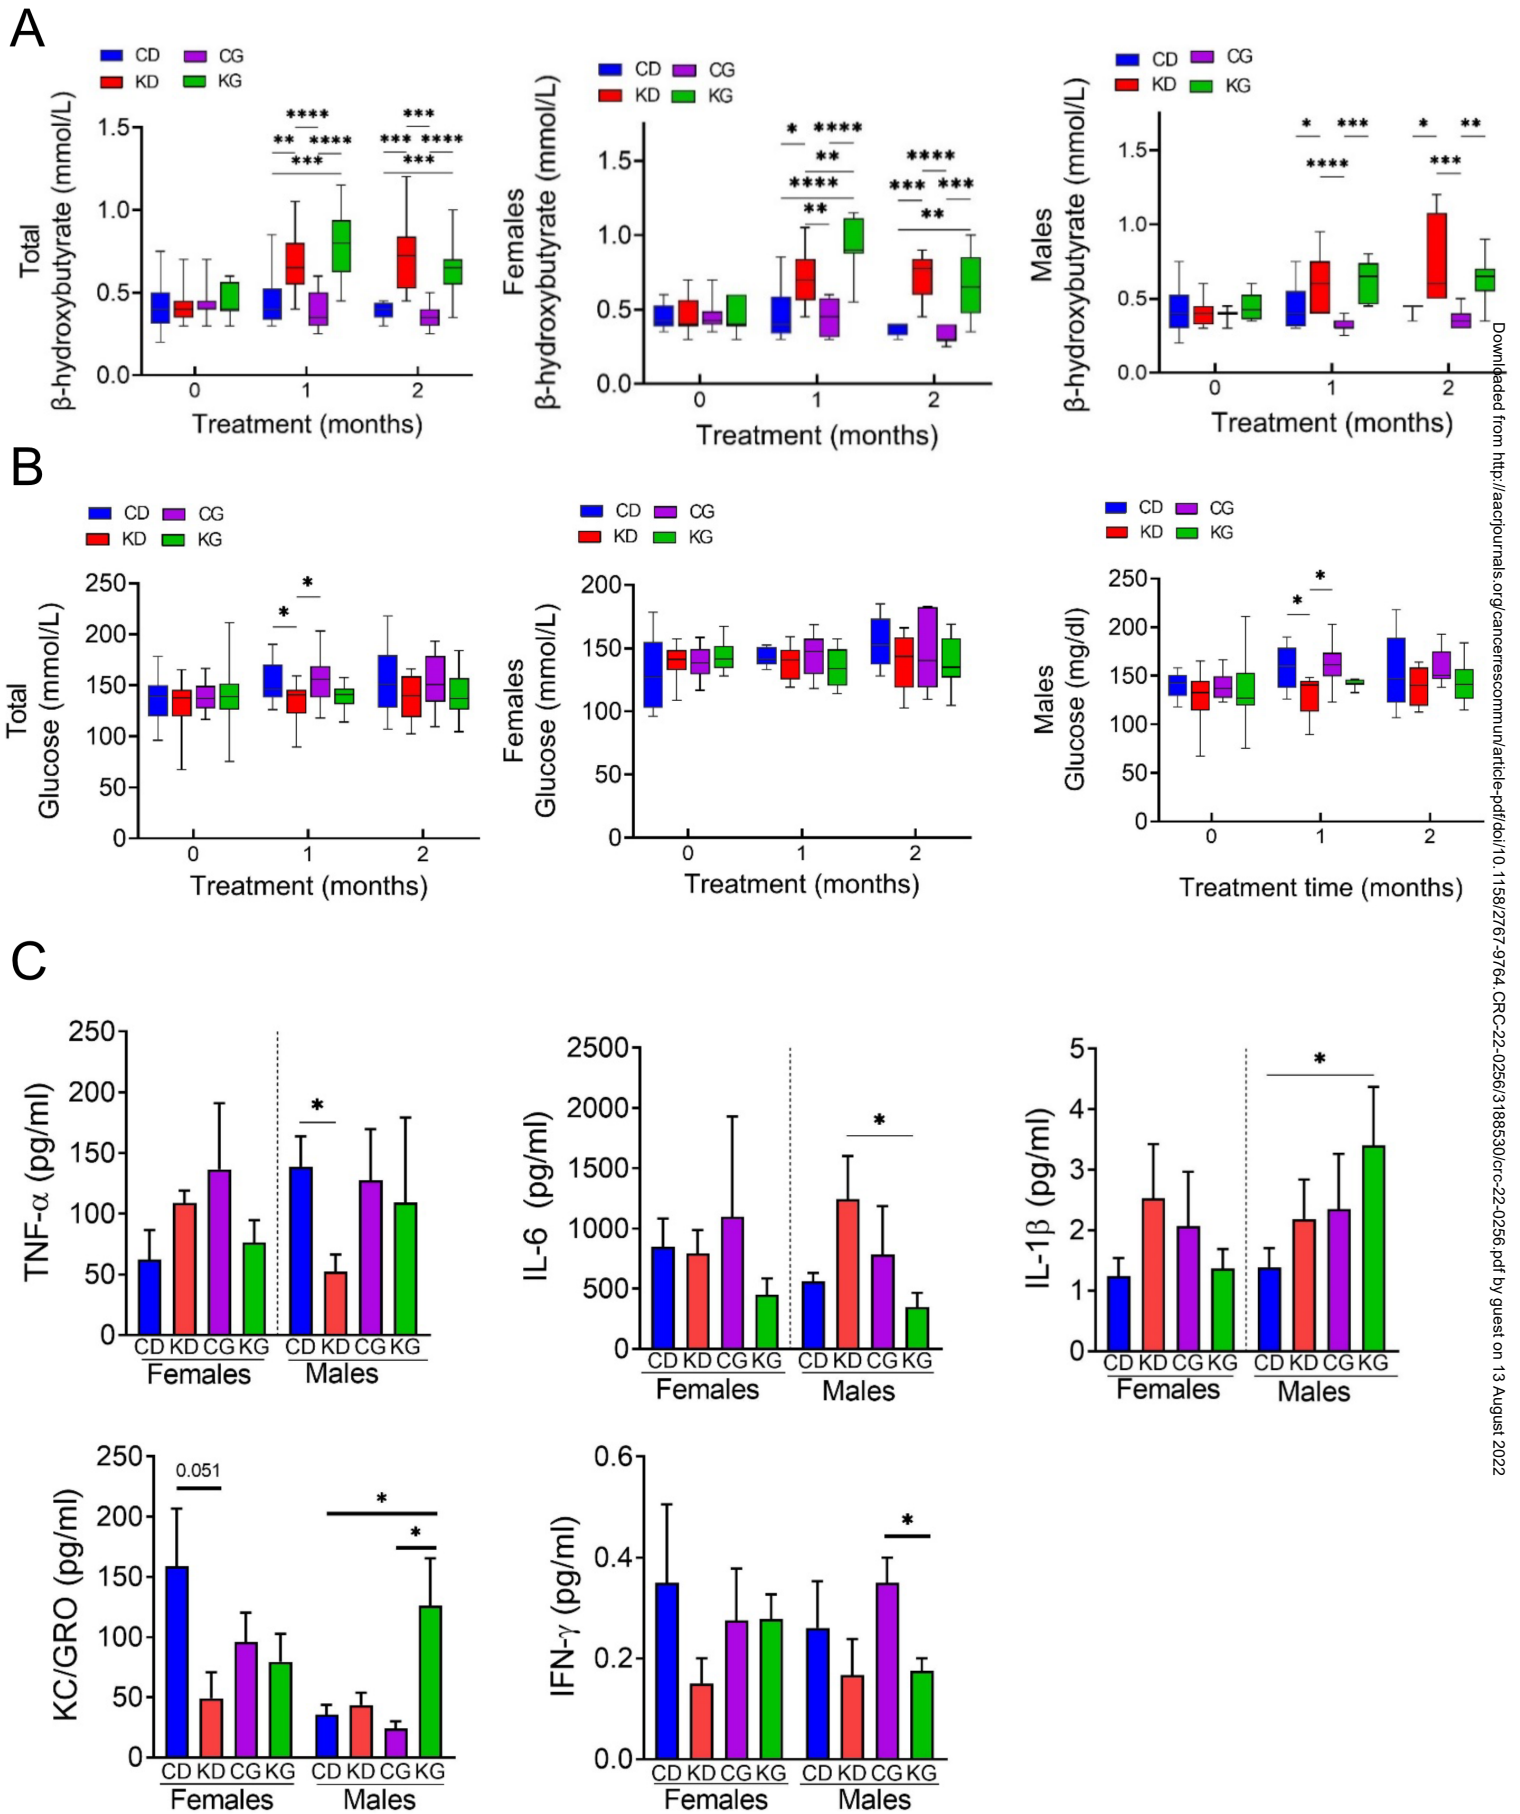 A
CD CG
KD KG
Total
β-hydroxybutyrate (mmol/L)
1.5
1.0
0.5
0.0
**** ***
** **** *** ****
*** ***
0 1 2
Treatment (months)
CD CG
KD KG
Females
β-hydroxybutyrate (mmol/L)
1.5
1.0
0.5
0.0
* ****
** ****
**** *** ***
** **
0 1 2
Treatment (months)
CD CG
KD KG
Males
β-hydroxybutyrate (mmol/L)
1.5
1.0
0.5
0.0
* *** * **
**** ***
0 1 2
Treatment (months)
B
CD CG
KD KG
Total
Glucose (mmol/L)
250
200
150
100
50
0
*
*
0 1 2
Treatment (months)
CD CG
KD KG
Females
Glucose (mmol/L)
200
150
100
50
0
0 1 2
Treatment (months)
CD CG
KD KG
Males
Glucose (mg/dl)
250
200
150
100
50
0
*
*
0 1 2
Treatment time (months)
C
TNF-α (pg/ml)
250
200
150
100
50
0
*
CD KD CG KG CD KD CG KG
Females Males
IL-6 (pg/ml)
2500
2000
1500
1000
500
0
*
CD KD CG KG CD KD CG KG
Females Males
IL-1β (pg/ml)
5
4
3
2
1
0
*
CD KD CG KG CD KD CG KG
Females Males
KC/GRO (pg/ml)
250
200
150
100
50
0
0.051
*
*
CD KD CG KG CD KD CG KG
Females Males
IFN-γ (pg/ml)
0.6
0.4
0.2
0.0
*
CD KD CG KG CD KD CG KG
Females Males
Downloaded from http://aacrjournals.org/cancerrescommun/article-pdf/doi/10.1158/2767-9764.CRC-22-0256/3188530/crc-22-0256.pdf by guest on 13 August 2022